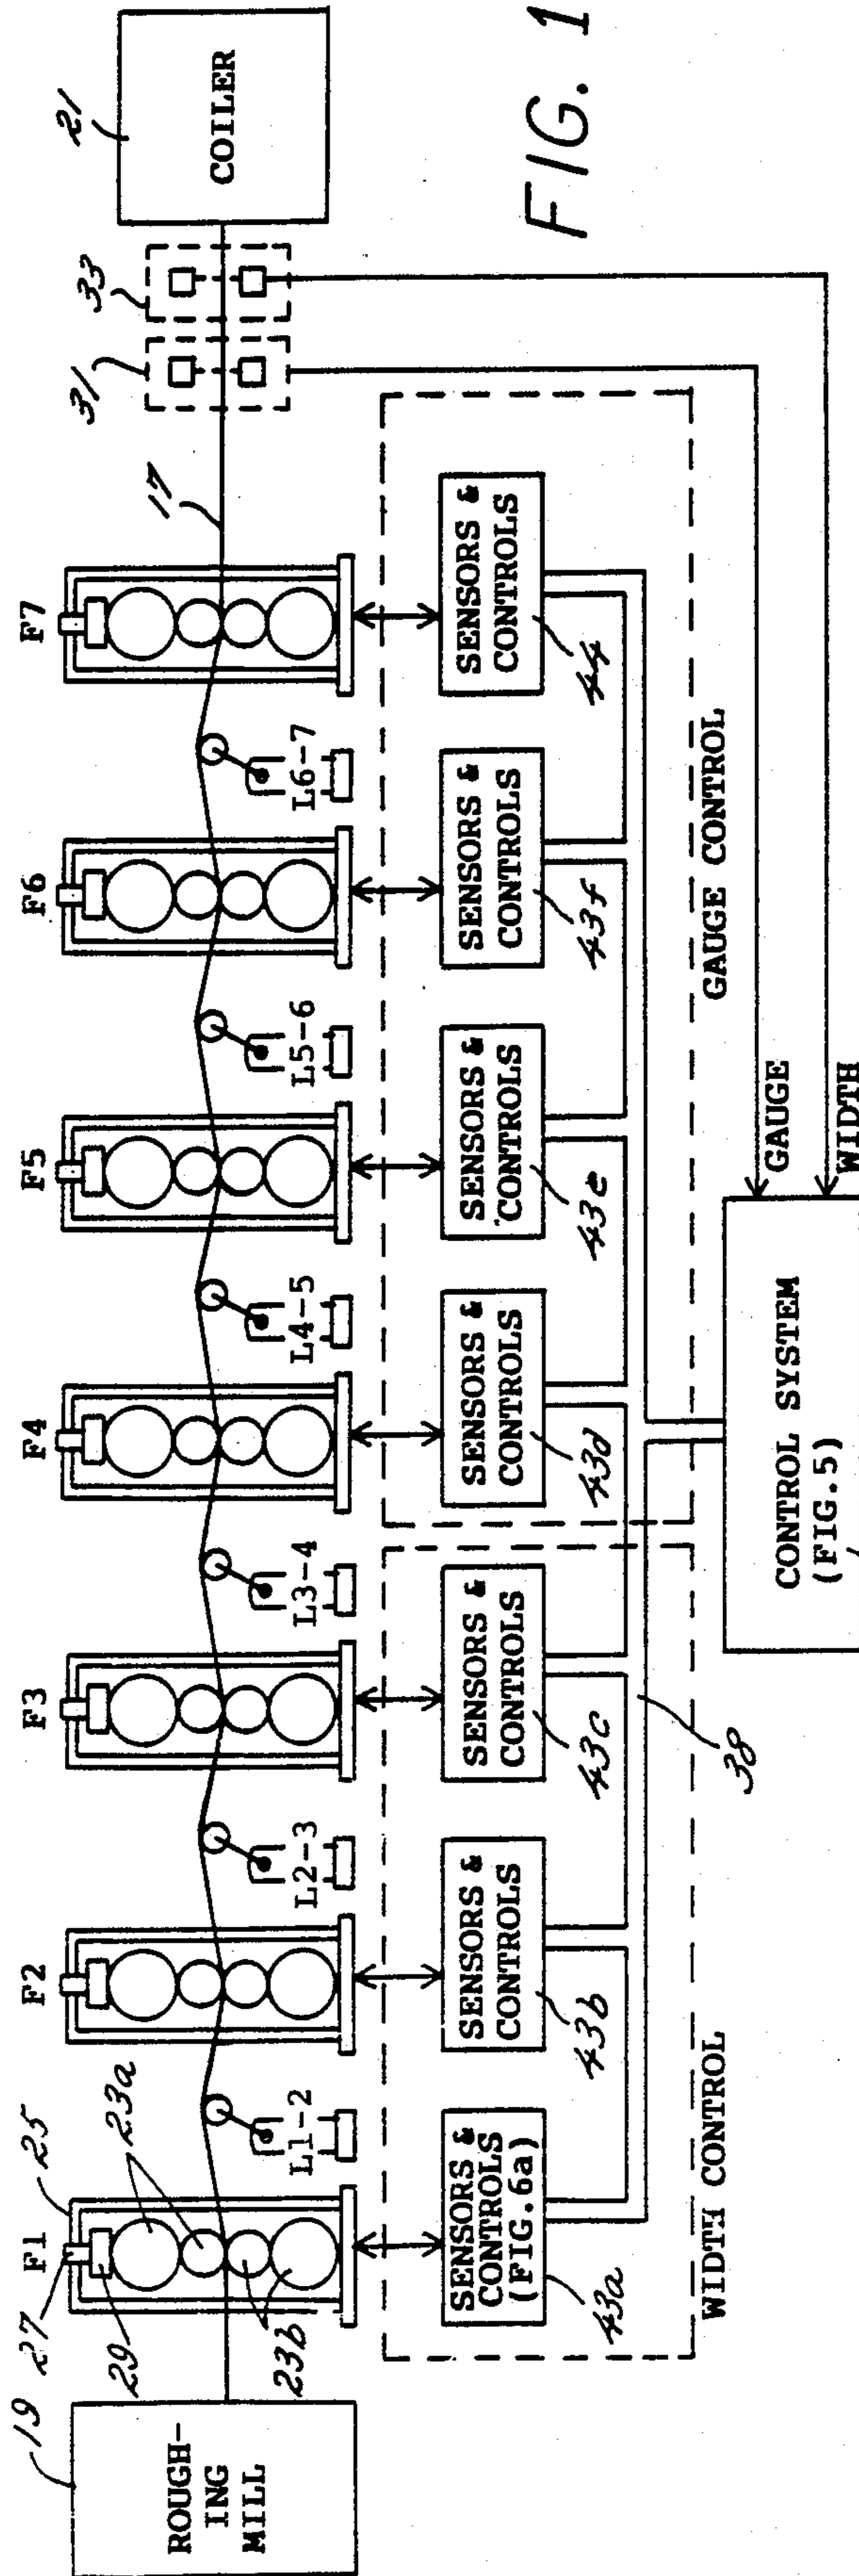 19
ROUGH-
ING
MILL
27
25
F1
F2
F3
F4
F5
F6
F7
29
23a
23b
17
31
33
21
COILER
L1-2
L2-3
L3-4
L4-5
L5-6
L6-7
SENSORS &
CONTROLS
(FIG.6a)
43a
SENSORS &
CONTROLS
43b
SENSORS &
CONTROLS
43c
SENSORS &
CONTROLS
43d
SENSORS &
CONTROLS
43e
SENSORS &
CONTROLS
43f
SENSORS &
CONTROLS
44
WIDTH CONTROL
38
GAUGE CONTROL
GAUGE
WIDTH
CONTROL SYSTEM
(FIG.5)
FIG. 1